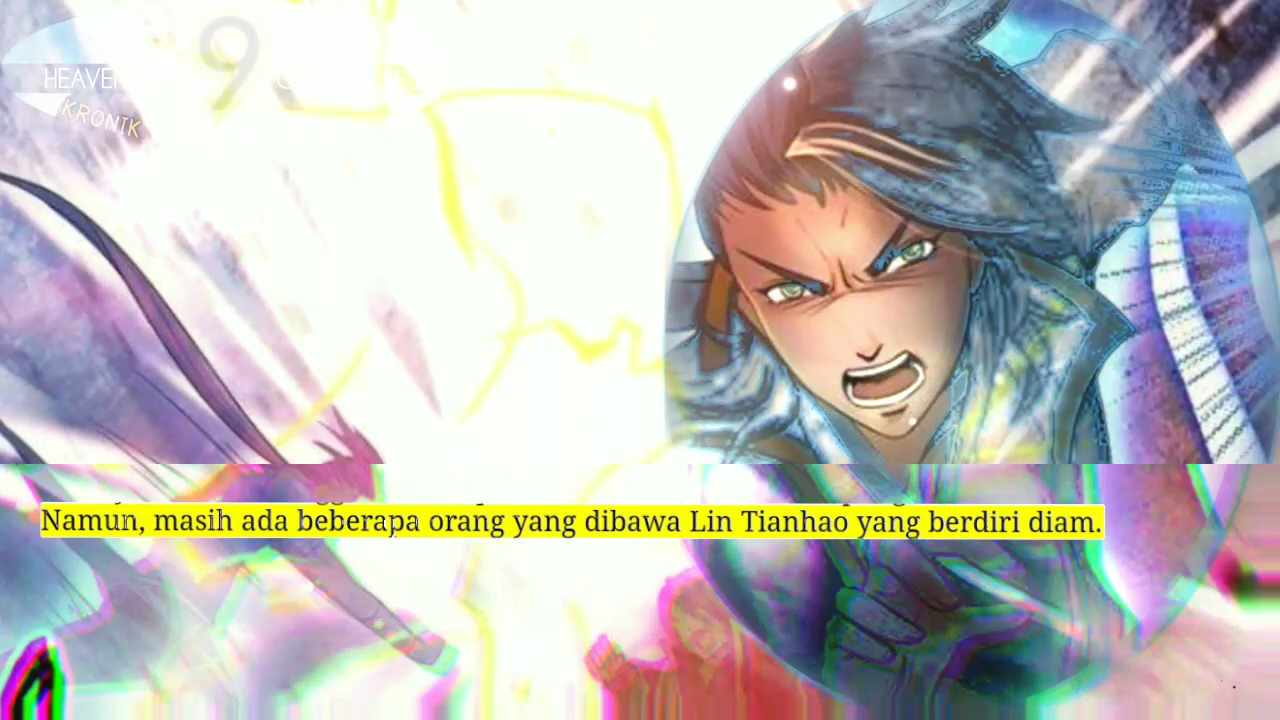 HEAVEN
KRONIK
Namun, masih ada beberapa orang yang dibawa Lin Tianhao yang berdiri diam.